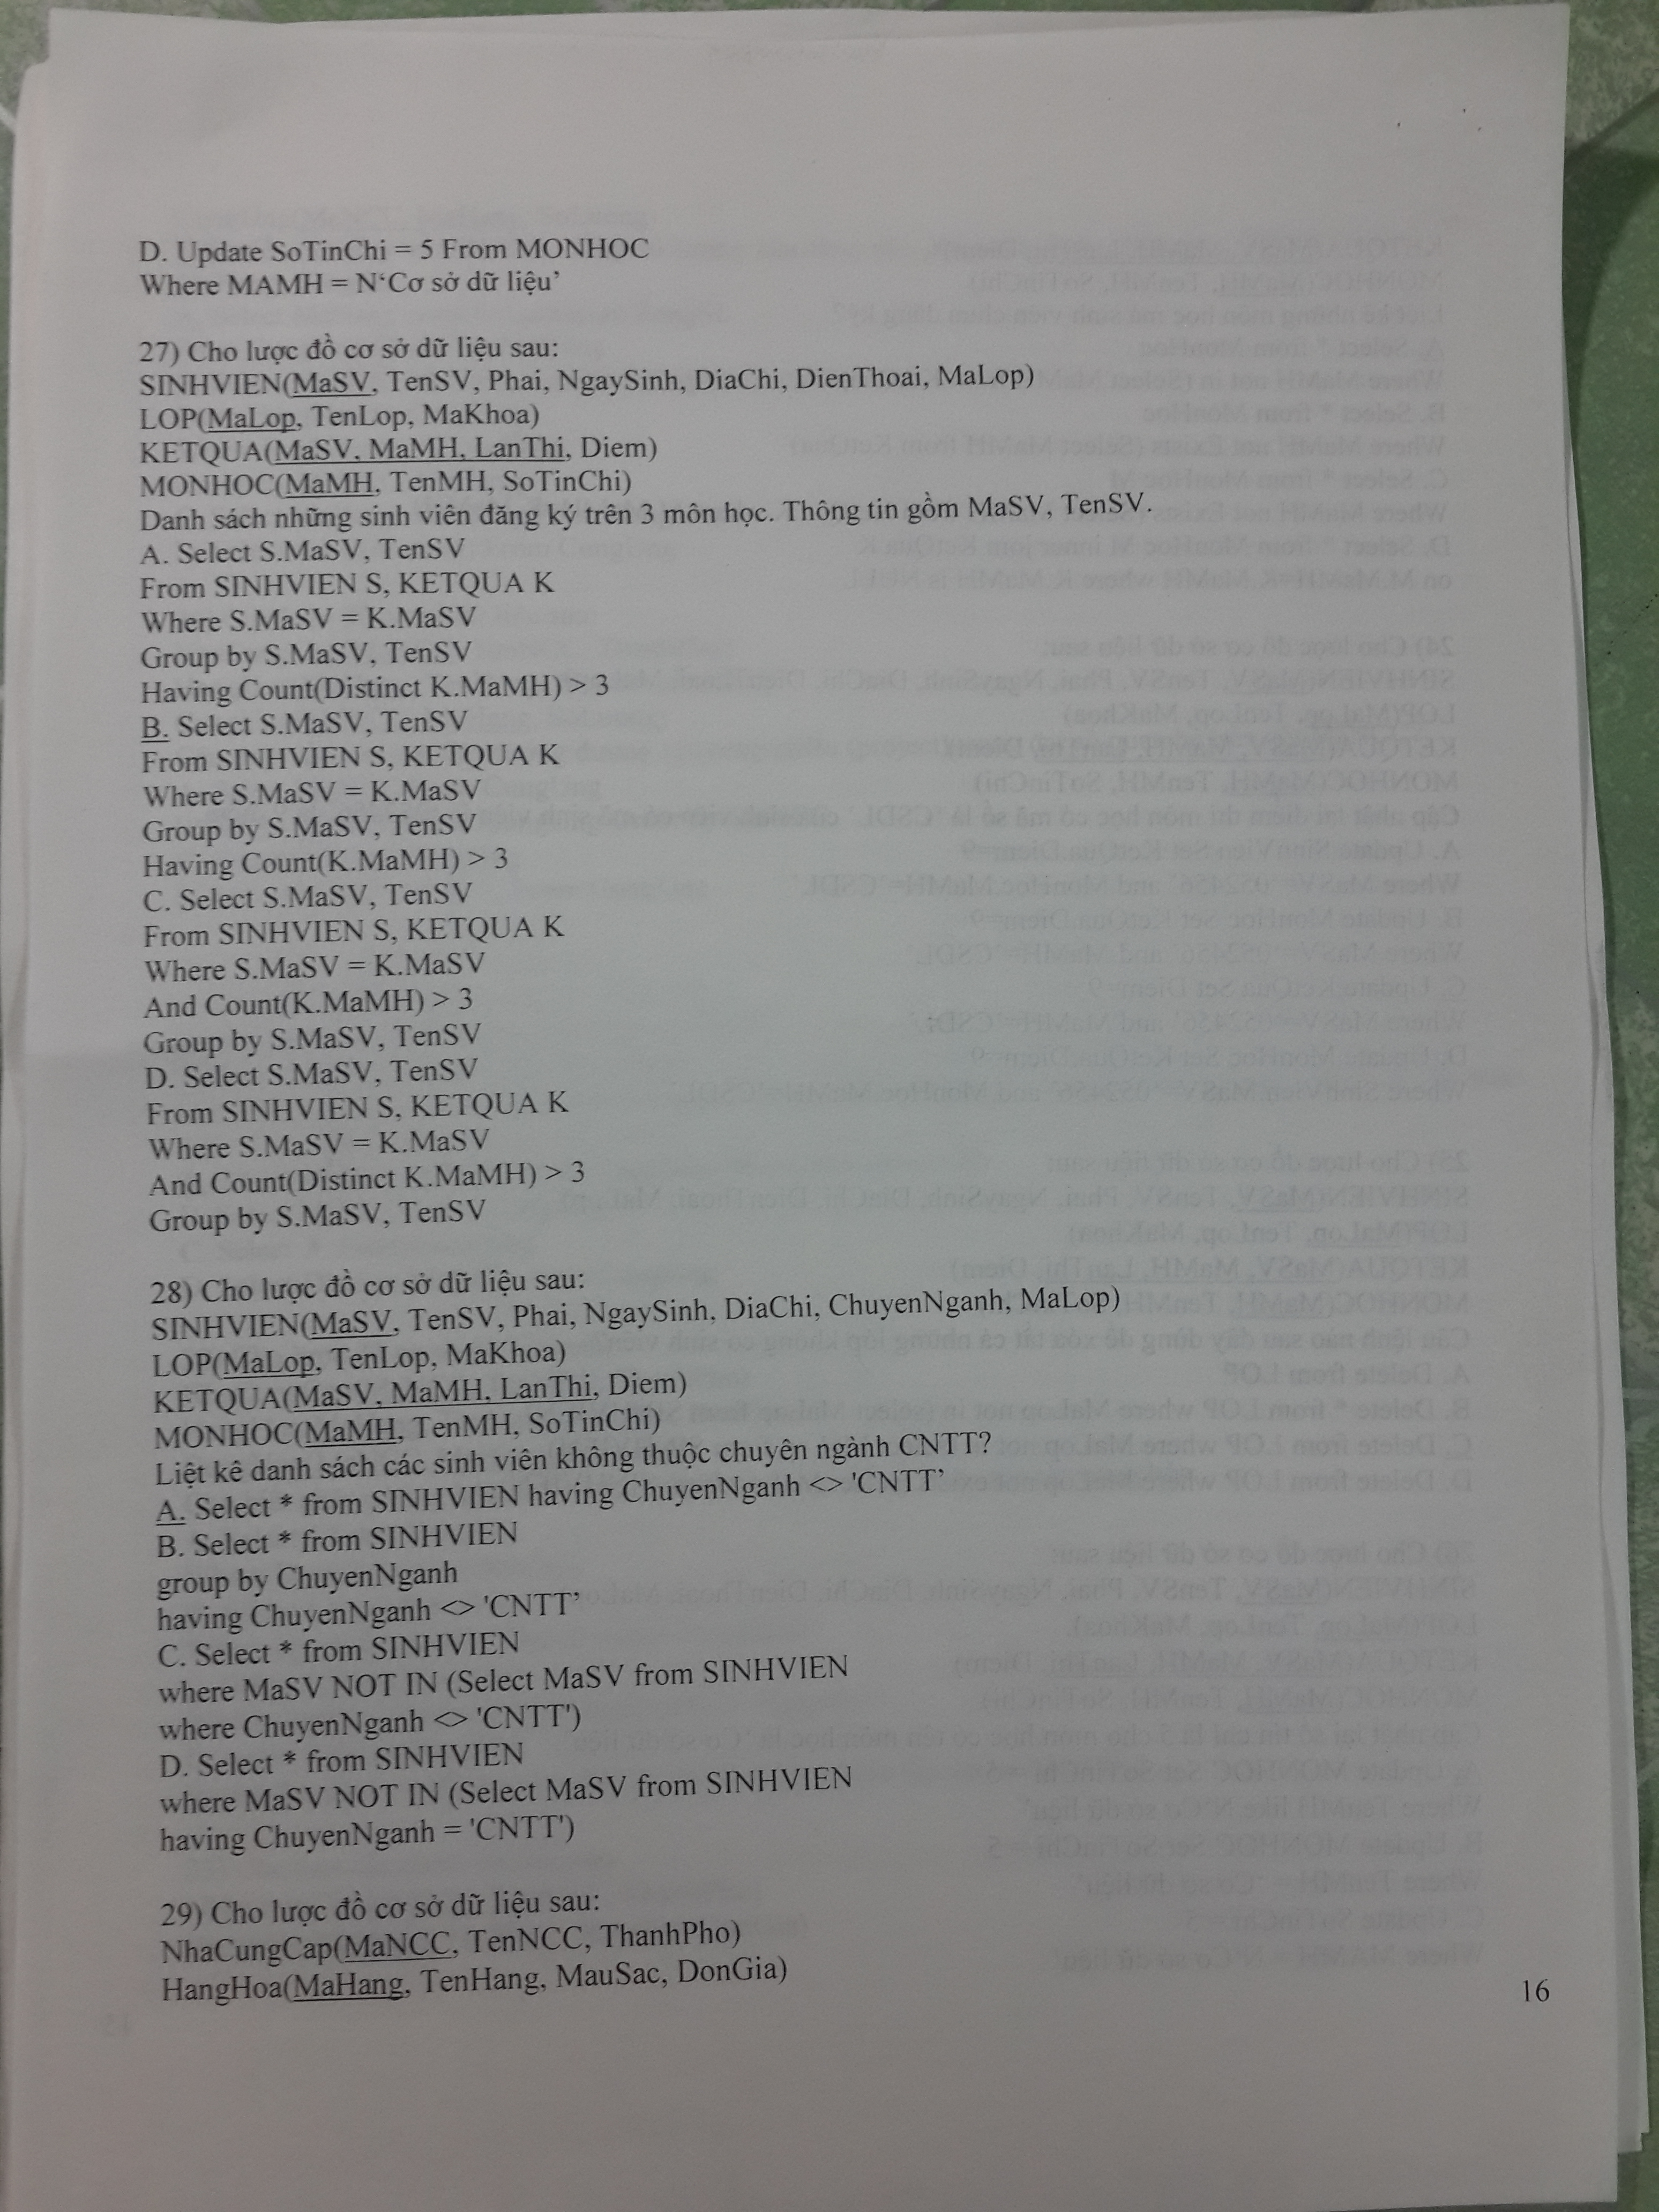 D. Update SoTinChi = 5 From MONHOC
Where MAMH = N‘Cơ sở dữ liệu’
27) Cho lược đồ cơ sở dữ liệu sau:
SINHVIEN(MaSV, TenSV, Phai, NgaySinh, DiaChi, DienThoai, MaLop)
LOP(MaLop, TenLop, MaKhoa)
KETQUA(MaSV, MaMH, LanThi, Diem)
MONHOC(MaMH, TenMH, SoTinChi)
Danh sách những sinh viên đăng ký trên 3 môn học. Thông tin gồm MaSV, TenSV.
A. Select S.MaSV, TenSV
From SINHVIEN S, KETQUA K
Where S.MaSV = K.MaSV
Group by S.MaSV, TenSV
Having Count(Distinct K.MaMH) > 3
B. Select S.MaSV, TenSV
From SINHVIEN S, KETQUA K
Where S.MaSV = K.MaSV
Group by S.MaSV, TenSV
Having Count(K.MaMH) > 3
C. Select S.MaSV, TenSV
From SINHVIEN S, KETQUA K
Where S.MaSV = K.MaSV
And Count(K.MaMH) > 3
Group by S.MaSV, TenSV
D. Select S.MaSV, TenSV
From SINHVIEN S, KETQUA K
Where S.MaSV = K.MaSV
And Count(Distinct K.MaMH) > 3
Group by S.MaSV, TenSV
28) Cho lược đồ cơ sở dữ liệu sau:
SINHVIEN(MaSV, TenSV, Phai, NgaySinh, DiaChi, ChuyenNganh, MaLop)
LOP(MaLop, TenLop, MaKhoa)
KETQUA(MaSV, MaMH, LanThi, Diem)
MONHOC(MaMH, TenMH, SoTinChi)
Liệt kê danh sách các sinh viên không thuộc chuyên ngành CNTT?
A. Select * from SINHVIEN having ChuyenNganh <> 'CNTT’
B. Select * from SINHVIEN
group by ChuyenNganh
having ChuyenNganh <> 'CNTT’
C. Select * from SINHVIEN
where MaSV NOT IN (Select MaSV from SINHVIEN
where ChuyenNganh <> 'CNTT')
D. Select * from SINHVIEN
where MaSV NOT IN (Select MaSV from SINHVIEN
having ChuyenNganh = 'CNTT')
29) Cho lược đồ cơ sở dữ liệu sau:
NhaCungCap(MaNCC, TenNCC, ThanhPho)
HangHoa(MaHang, TenHang, MauSac, DonGia)
16